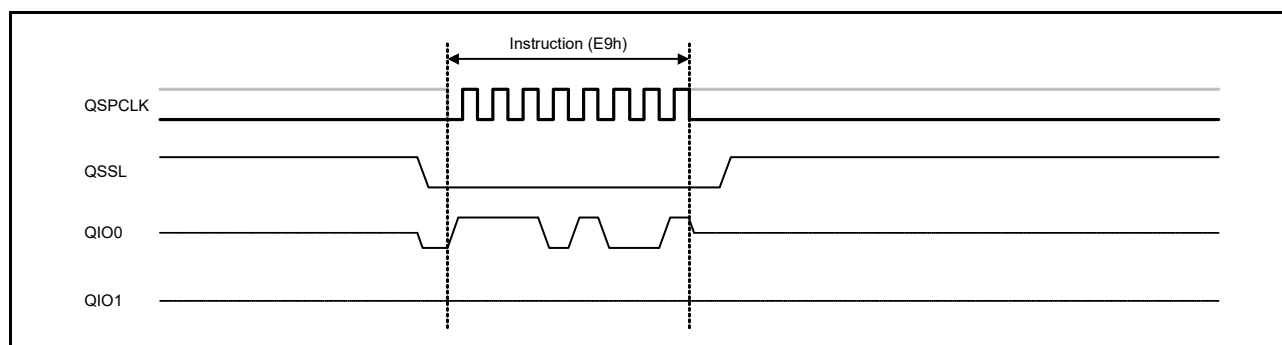 Instruction (E9h)
QSPCLK
QSSL
QIO0
QIO1